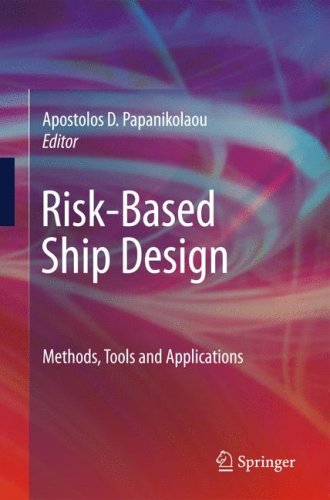 Apostolos D. Papanikolaou
Editor
Risk-Based
Ship Design
Methods, Tools and Applications
Springer